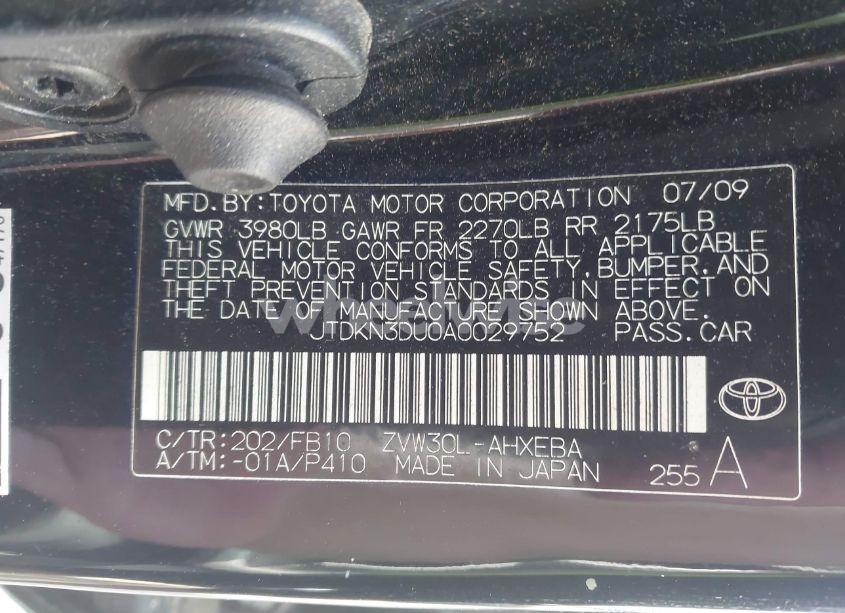 MFD.BY:TOYOTA MOTOR CORPORATION 07/09
GVWR 3980LB GAWR FR 2270LB RR 2175LB
THIS VEHICLE CONFORMS TO ALL APPLICABLE
FEDERAL MOTOR VEHICLE SAFETY,BUMPER,AND
THEFT PREVENTION STANDARDS IN EFFECT ON
THE DATE OF MANUFACTURE SHOWN ABOVE.
JTDKN3DU0A0029752 PASS.CAR
C/TR:202/FB10 ZVW30L-AHXEBA
A/TM:-01A/P410 MADE IN JAPAN
255 A